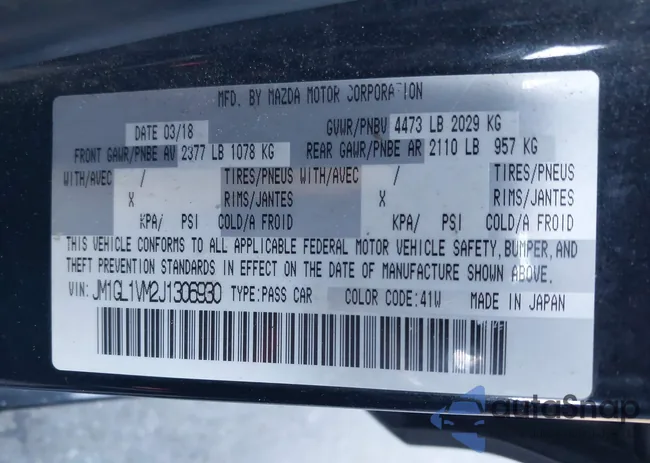 MFD. BY MAZDA MOTOR CORPORATION
DATE 03/18 GVWR/PNBV 4473 LB 2029 KG
FRONT GAWR/PNBE AV 2377 LB 1078 KG REAR GAWR/PNBE AR 2110 LB 957 KG
WITH/AVEC / TIRES/PNEUS WITH/AVEC / TIRES/PNEUS
X RIMS/JANTES X RIMS/JANTES
KPA/ PSI COLD/A FROID KPA/ PSI COLD/A FROID
THIS VEHICLE CONFORMS TO ALL APPLICABLE FEDERAL MOTOR VEHICLE SAFETY, BUMPER, AND
THEFT PREVENTION STANDARDS IN EFFECT ON THE DATE OF MANUFACTURE SHOWN ABOVE.
VIN: JM1GL1VM2J1306930 TYPE:PASS CAR COLOR CODE:41W MADE IN JAPAN
autoSnap